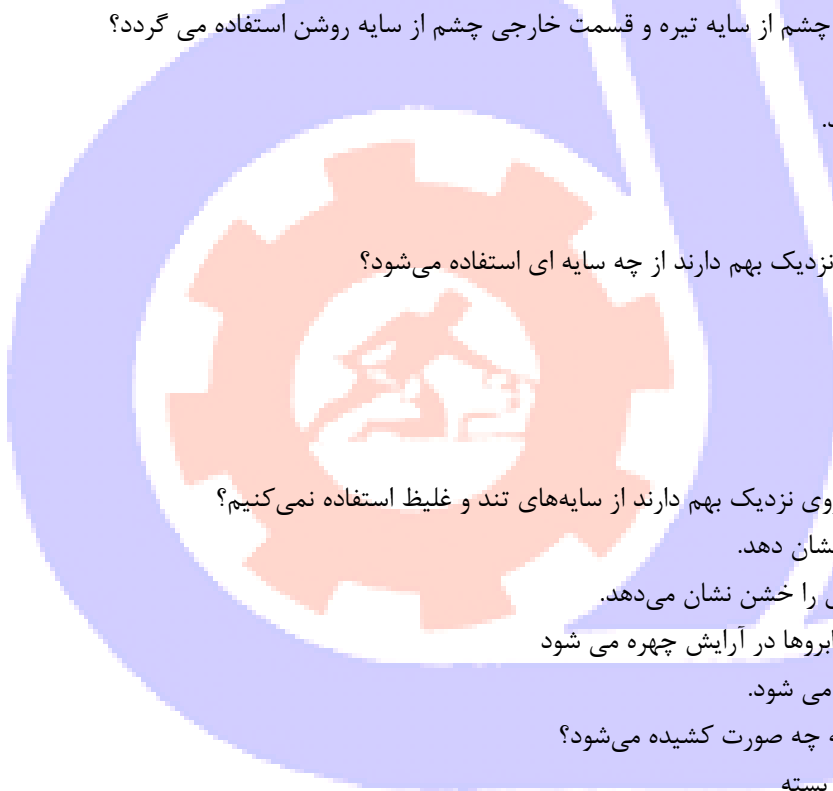 چشم از سایه تیره و قسمت خارجی چشم از سایه روشن استفاده می گردد؟
نزدیک بهم دارند از چه سایه ای استفاده می‌شود؟
وی نزدیک بهم دارند از سایه‌های تند و غلیظ استفاده نمی‌کنیم؟
شان دهد.
را خشن نشان می‌دهد.
ابروها در آرایش چهره می شود
می شود.
چه صورت کشیده می‌شود؟
بسته